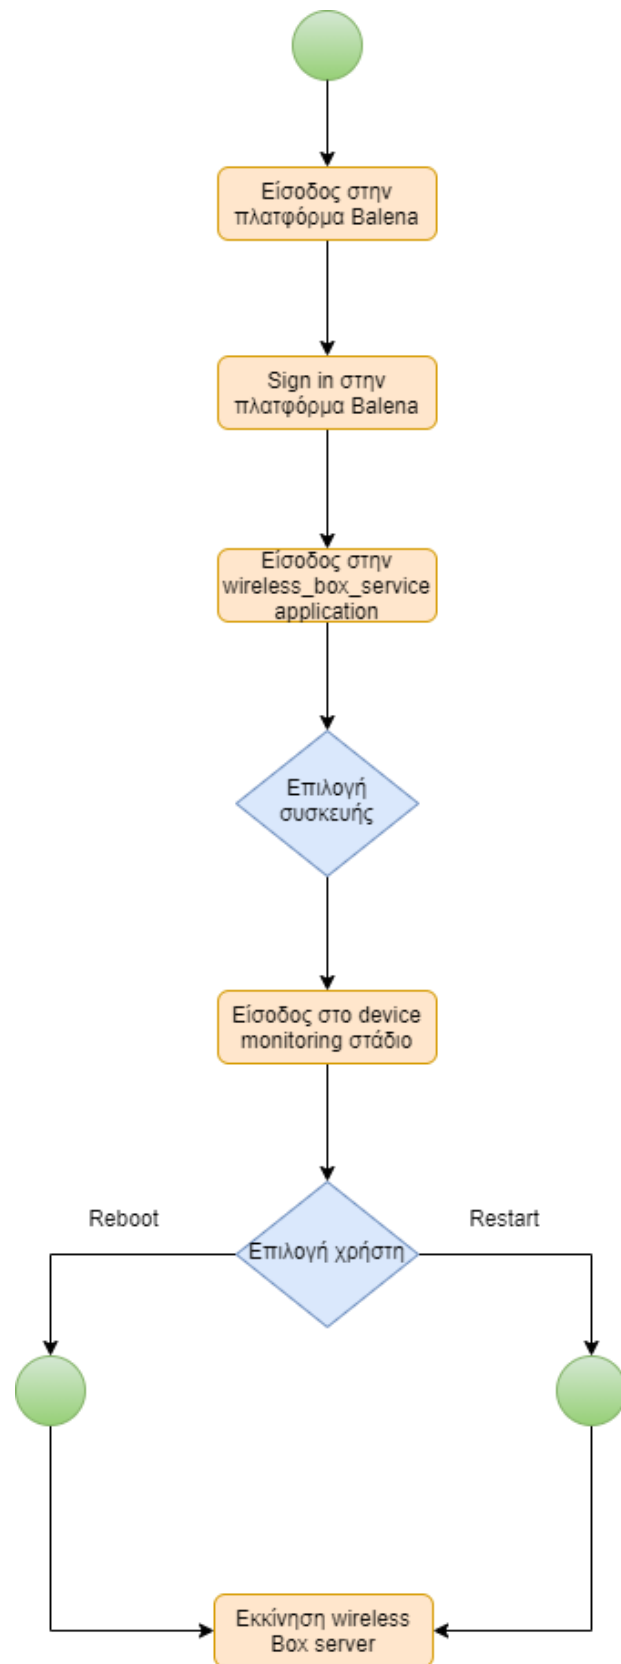 Είσοδος στην
πλατφόρμα Balena
Sign in στην
πλατφόρμα Balena
Είσοδος στην
wireless_box_service
application
Επιλογή
συσκευής
Είσοδος στο device
monitoring στάδιο
Reboot
Restart
Επιλογή χρήστη
Εκκίνηση wireless
Box server